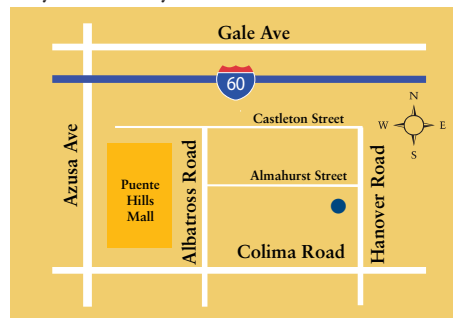 Gale Ave
60
N
W
E
S
Castleton Street
Azusa Ave
Puente
Hills
Mall
Albatross Road
Almahurst Street
Hanover Road
Colima Road